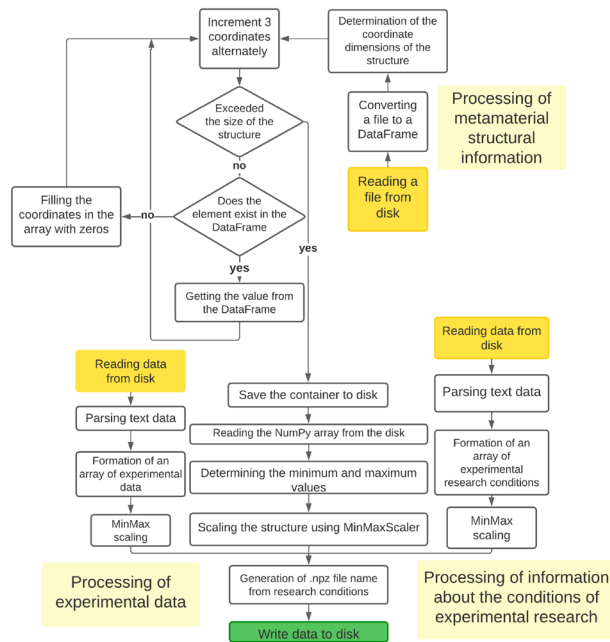 Increment 3
coordinates
alternately
Determination of the
coordinate
dimensions of the
structure
Exceeded
the size of the
structure
Converting
a file to a
DataFrame
Processing of
metamaterial
structural
information
no
Reading a
file from
disk
Filling the
coordinates in the
array with zeros
no
Does the
element exist in the
DataFrame
yes
yes
Getting the value from
the DataFrame
Reading data from
disk
Reading data
from disk
Save the container to disk
Parsing text data
Parsing text data
Reading the NumPy array from the disk
Formation of an
array of experimental
data
Determining the minimum and maximum
values
Formation of an
array of
experimental
research conditions
MinMax
scaling
Scaling the structure using MinMaxScaler
MinMax
scaling
Processing of
experimental data
Generation of .npz file name
from research conditions
Processing of information
about the conditions of
experimental research
Write data to disk